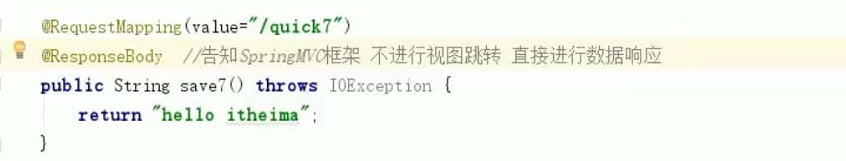 @RequestMapping(value="/quick7")
@ResponseBody  //告知SpringMVC框架 不进行视图跳转 直接进行数据响应
public String save7() throws IOException {
    return "hello itheima";
}